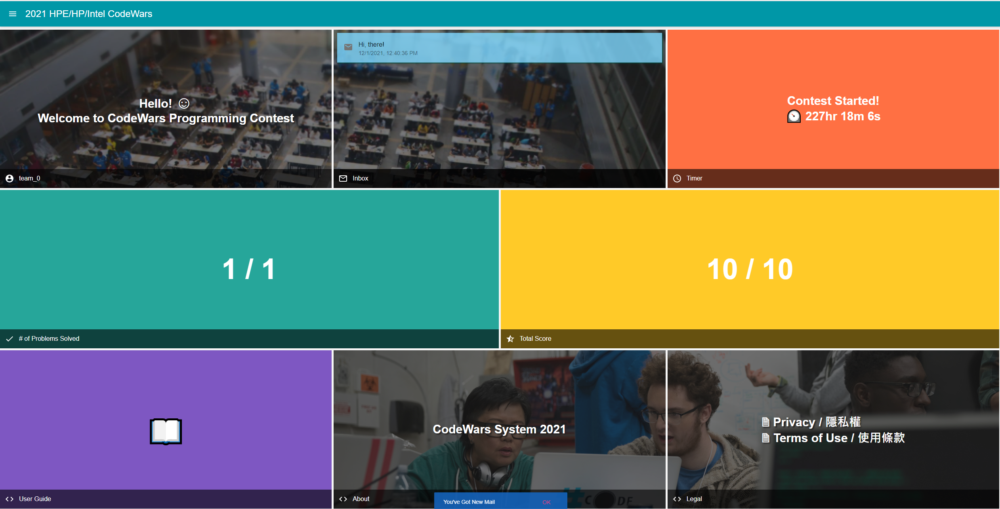 2021 HPE/HP/Intel CodeWars
Hello! ☺
Welcome to CodeWars Programming Contest
team_0
Hi, there!
12/1/2021, 12:40:36 PM
Inbox
Contest Started!
227hr 18m 6s
Timer
1 / 1
# of Problems Solved
10 / 10
Total Score
User Guide
CodeWars System 2021
About
Privacy / 隱私權
Terms of Use / 使用條款
Legal
You've Got New Mail
OK